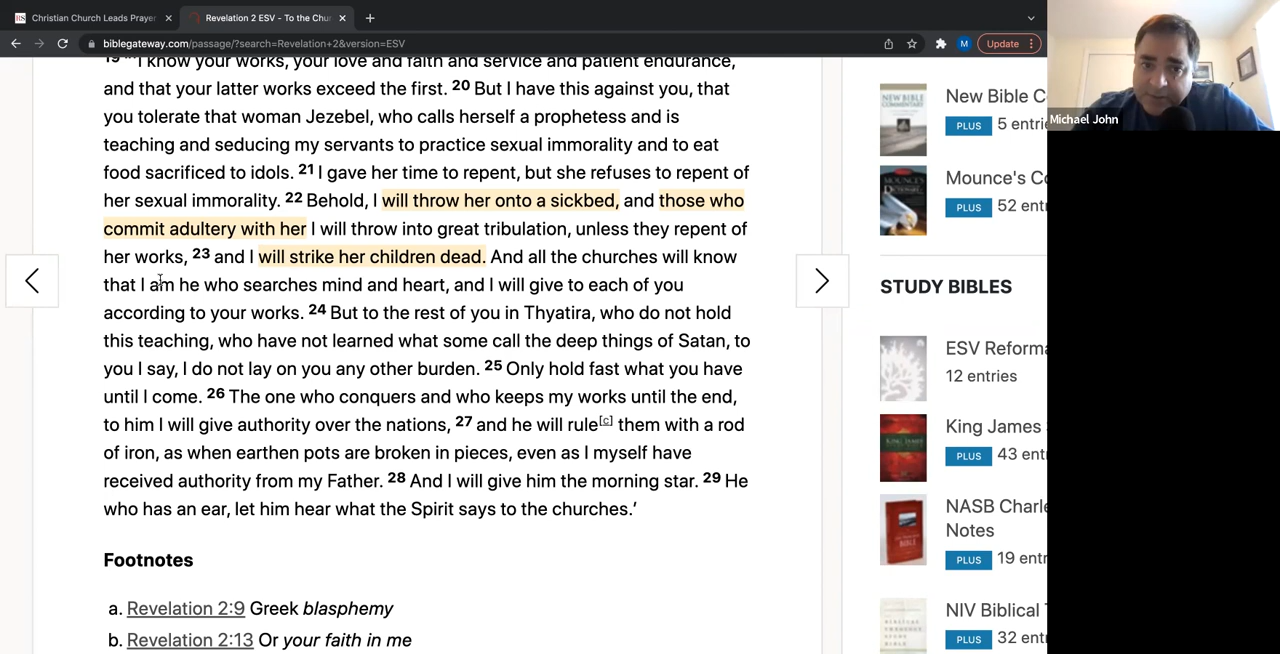 Christian Church Leads Prayer
Revelation 2 ESV - To the Chur
Update
biblegateway.com/passage/?search=Revelation+2&version=ESV
M
19 "'I know your works, your love and faith and service and patient endurance,
and that your latter works exceed the first. 20 But I have this against you, that
you tolerate that woman Jezebel, who calls herself a prophetess and is
teaching and seducing my servants to practice sexual immorality and to eat
food sacrificed to idols. 21 I gave her time to repent, but she refuses to repent of
her sexual immorality. 22 Behold, I will throw her onto a sickbed, and those who
commit adultery with her I will throw into great tribulation, unless they repent of
her works, 23 and I will strike her children dead. And all the churches will know
that I am he who searches mind and heart, and I will give to each of you
according to your works. 24 But to the rest of you in Thyatira, who do not hold
this teaching, who have not learned what some call the deep things of Satan, to
you I say, I do not lay on you any other burden. 25 Only hold fast what you have
until I come. 26 The one who conquers and who keeps my works until the end,
to him I will give authority over the nations, 27 and he will rule[c] them with a rod
of iron, as when earthen pots are broken in pieces, even as I myself have
received authority from my Father. 28 And I will give him the morning star. 29 He
who has an ear, let him hear what the Spirit says to the churches.'
Footnotes
a. Revelation 2:9 Greek blasphemy
b. Revelation 2:13 Or your faith in me
NEW BIBLE
COMMENTARY
New Bible C
PLUS 5 entrie
Mounce's Co
PLUS 52 entr
STUDY BIBLES
ESV Reforma
12 entries
King James
PLUS 43 entr
NASB Charle
Notes
PLUS 19 entr
NIV Biblical T
PLUS 32 entr
Michael John